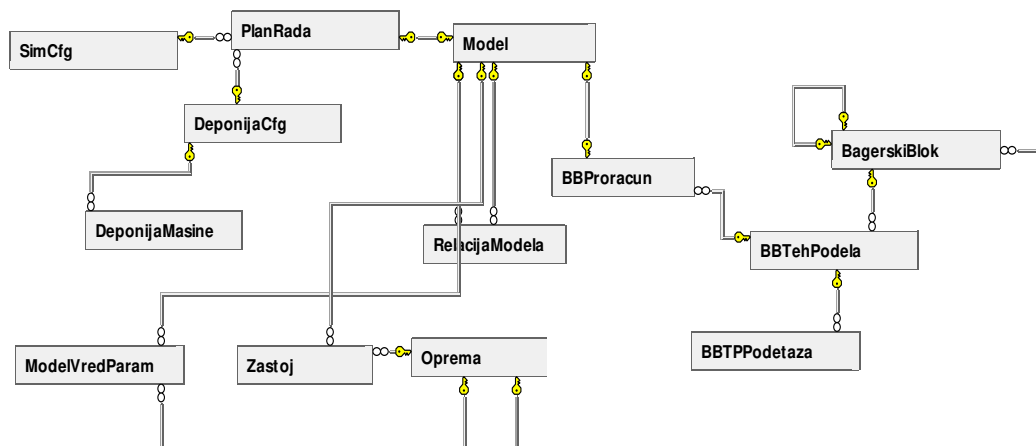 SimCfg
PlanRada
Model
DeponijaCfg
BagerskiBlok
BBProracun
DeponijaMasine
RelacijaModela
BBTehPodela
ModelVredParam
Zastoj
Oprema
BBTPPodetaza